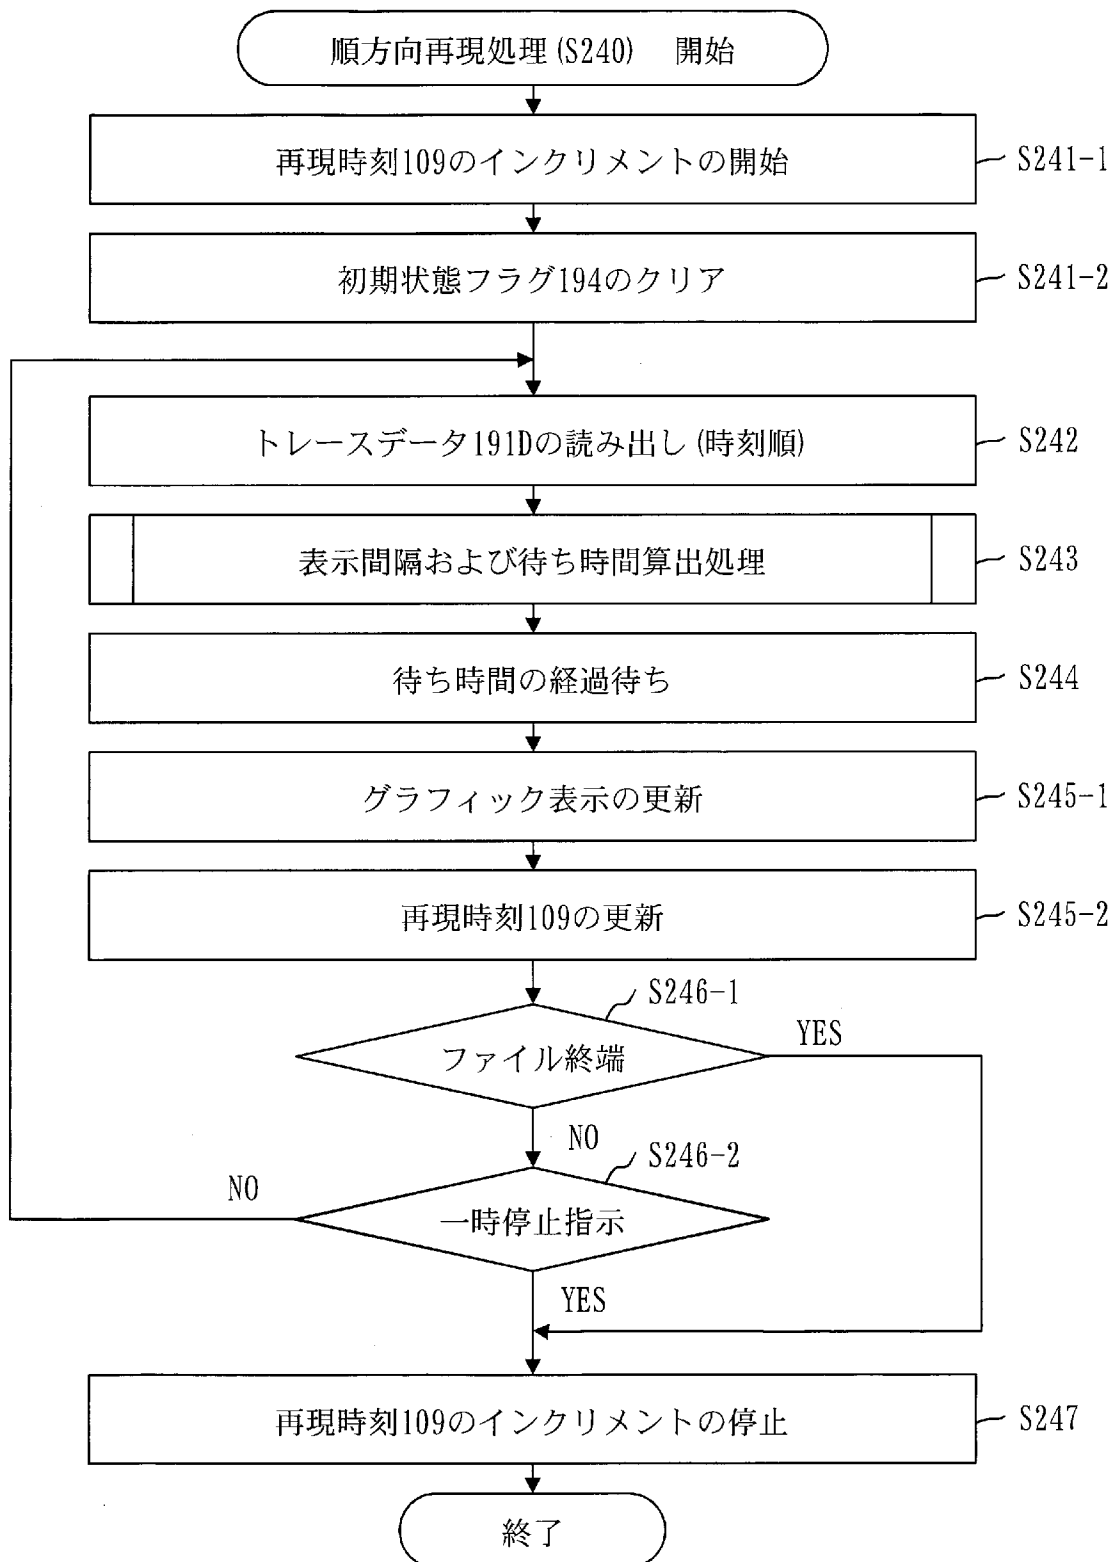 順方向再現処理(S240) 開始
再現時刻109のインクリメントの開始
S241-1
初期状態フラグ194のクリア
S241-2
トレースデータ191Dの読み出し(時刻順)
S242
表示間隔および待ち時間算出処理
S243
待ち時間の経過待ち
S244
グラフィック表示の更新
S245-1
再現時刻109の更新
S245-2
S246-1
ファイル終端
YES
NO
S246-2
一時停止指示
NO
YES
再現時刻109のインクリメントの停止
S247
終了